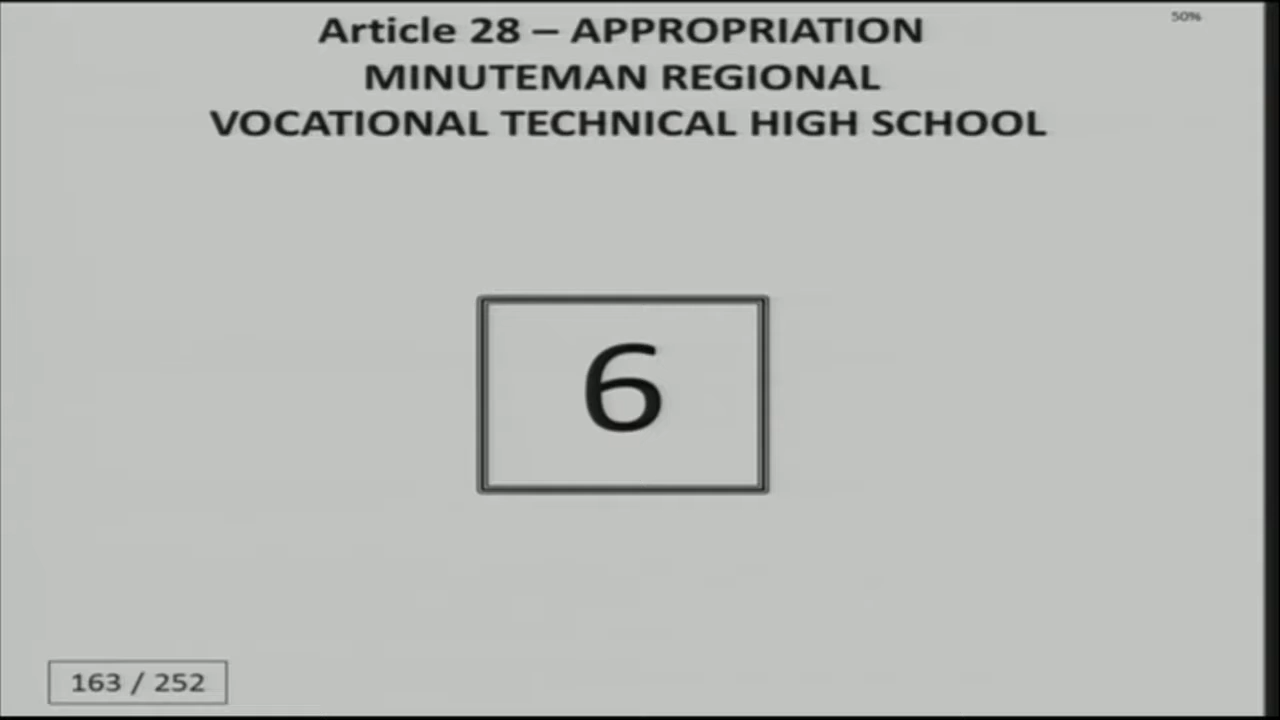 50%
Article 28 – APPROPRIATION
MINUTEMAN REGIONAL
VOCATIONAL TECHNICAL HIGH SCHOOL
6
163 / 252